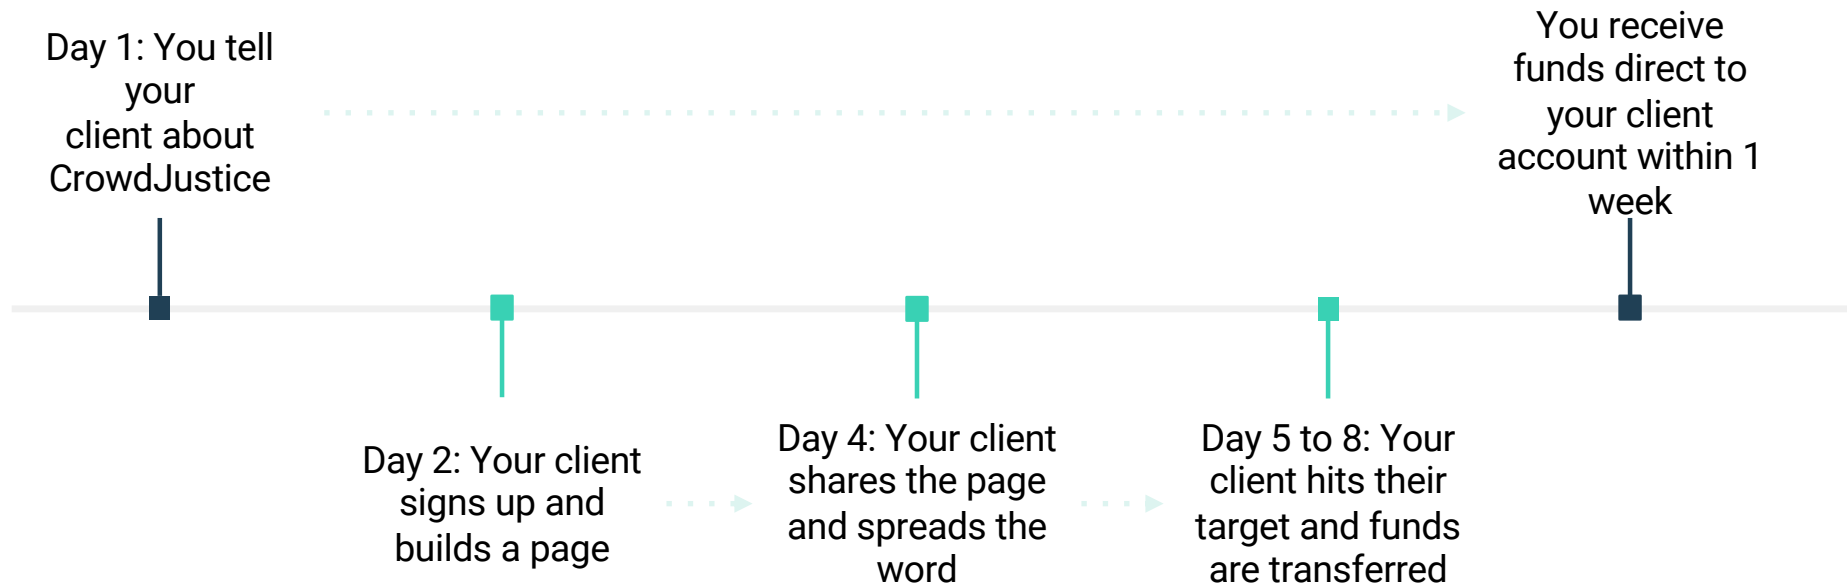 Day 1: You tell
your
client about
CrowdJustice
You receive
funds direct to
your client
account within 1
week
Day 2: Your client
signs up and
builds a page
Day 4: Your client
shares the page
and spreads the
word
Day 5 to 8: Your
client hits their
target and funds
are transferred